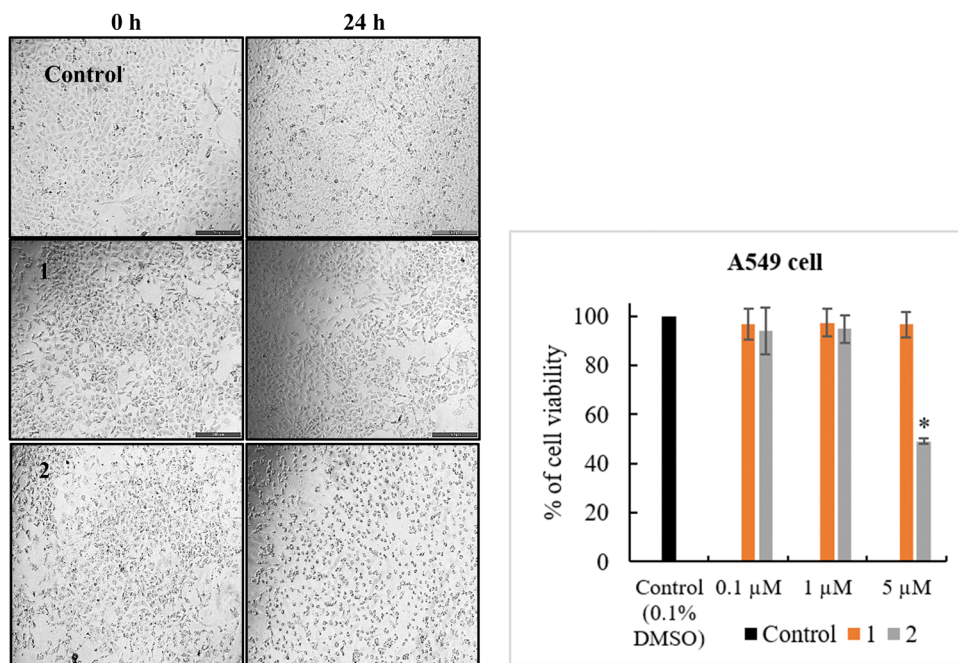 0 h
24 h
Control
1
2
A549 cell
% of cell viability
100
80
60
40
20
0
*
Control
(0.1%
DMSO)
0.1 µM
1 µM
5 µM
Control
1
2